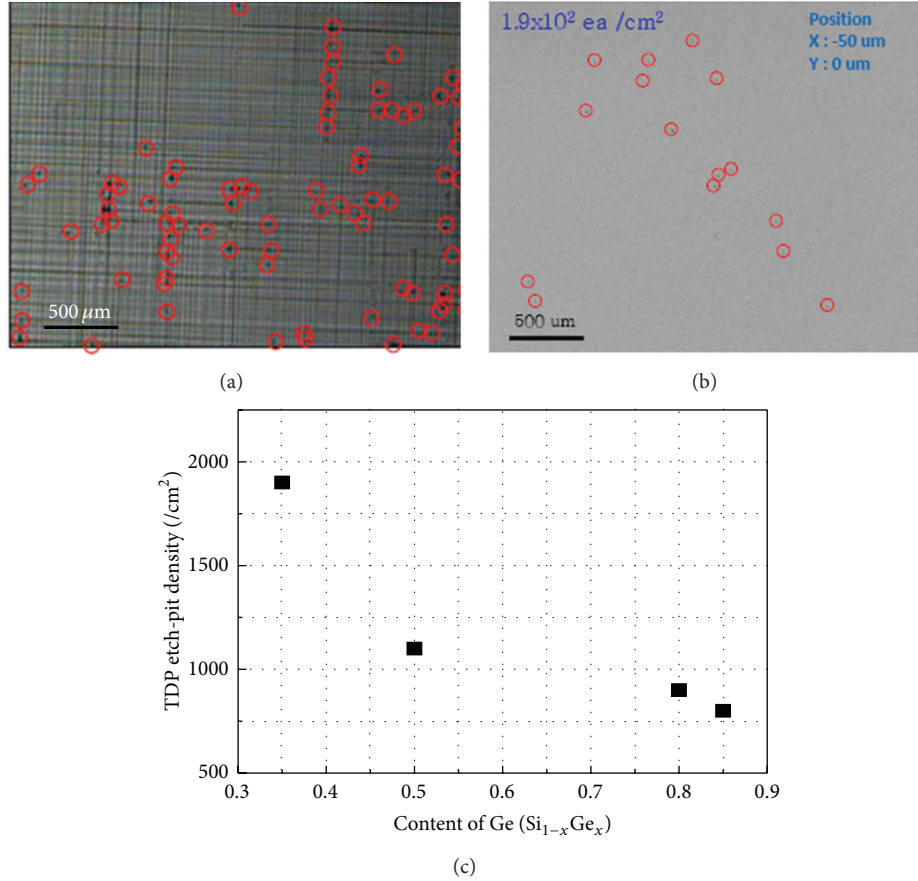 500 µm
1.9x10² ea /cm²
Position
X : -50 um
Y : 0 um
500 um
(a)
(b)
TDP etch-pit density (/cm²)
2000
1500
1000
500
0.3 0.4 0.5 0.6 0.7 0.8 0.9
Content of Ge (Si₁₋ₓGeₓ)
(c)